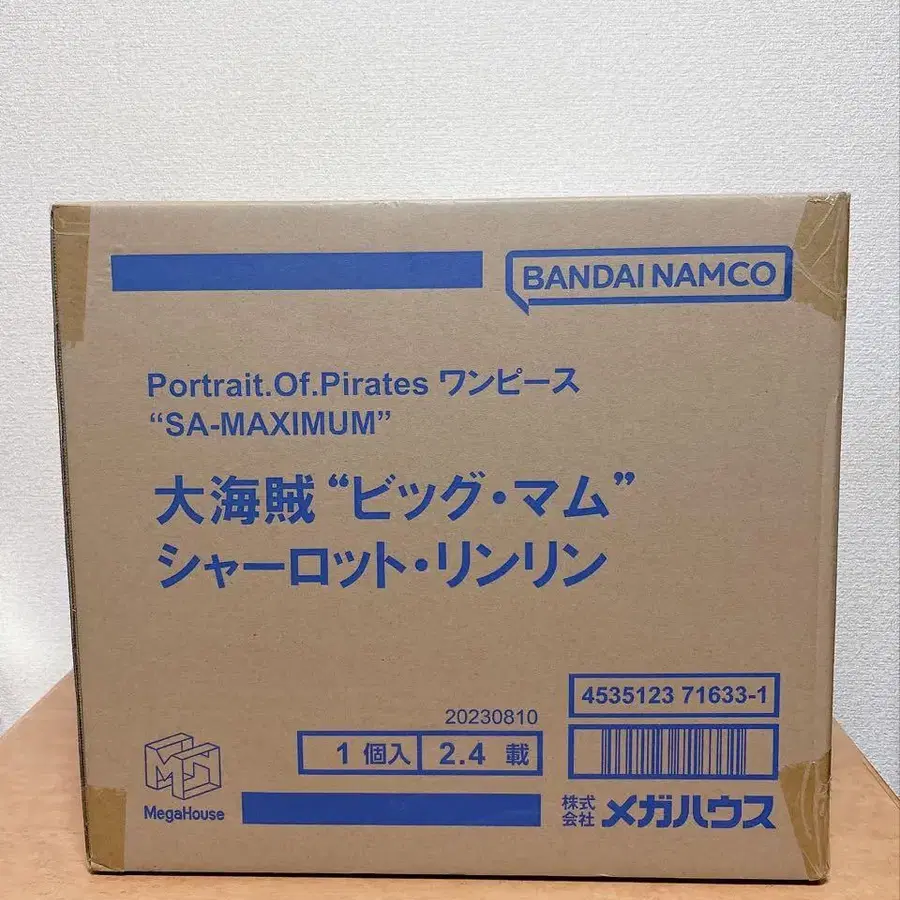 BANDAI NAMCO
Portrait.Of.Pirates ワンピース
“SA-MAXIMUM”
大海賊“ビッグ・マム”
シャーロット・リンリン
4535123 71633-1
20230810
1 個入 2.4 載
MegaHouse
株式会社 メガハウス